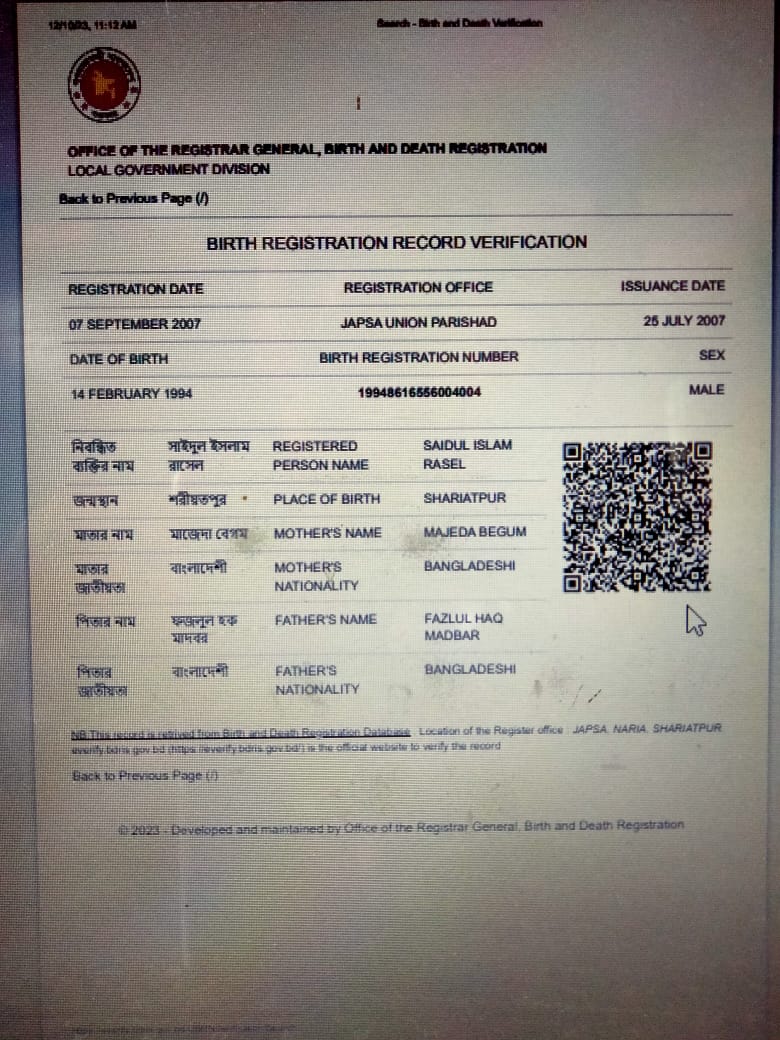 12/10/23, 11:12 AM Search - Birth and Death Verification
OFFICE OF THE REGISTRAR GENERAL, BIRTH AND DEATH REGISTRATION
LOCAL GOVERNMENT DIVISION
Back to Previous Page (/)
BIRTH REGISTRATION RECORD VERIFICATION
REGISTRATION DATE REGISTRATION OFFICE ISSUANCE DATE
07 SEPTEMBER 2007 JAPSA UNION PARISHAD 25 JULY 2007
DATE OF BIRTH BIRTH REGISTRATION NUMBER SEX
14 FEBRUARY 1994 19948616556004004 MALE
নিবন্ধিত সাইদুল ইসলাম REGISTERED SAIDUL ISLAM
ব্যক্তির নাম রাসেল PERSON NAME RASEL
জন্মস্থান শরীয়তপুর PLACE OF BIRTH SHARIATPUR
মাতার নাম মাজেদা বেগম MOTHER'S NAME MAJEDA BEGUM
মাতার বাংলাদেশী MOTHER'S BANGLADESHI
জাতীয়তা NATIONALITY
পিতার নাম ফজলুল হক FATHER'S NAME FAZLUL HAQ
মাদবর MADBAR
পিতার বাংলাদেশী FATHER'S BANGLADESHI
জাতীয়তা NATIONALITY
NB:This record is retrived from Birth and Death Registration Database. Location of the Register office : JAPSA, NARIA, SHARIATPUR.
everify.bdris.gov.bd (https://everify.bdris.gov.bd/) is the official website to verify the record
Back to Previous Page (/)
© 2023 - Developed and maintained by Office of the Registrar General, Birth and Death Registration